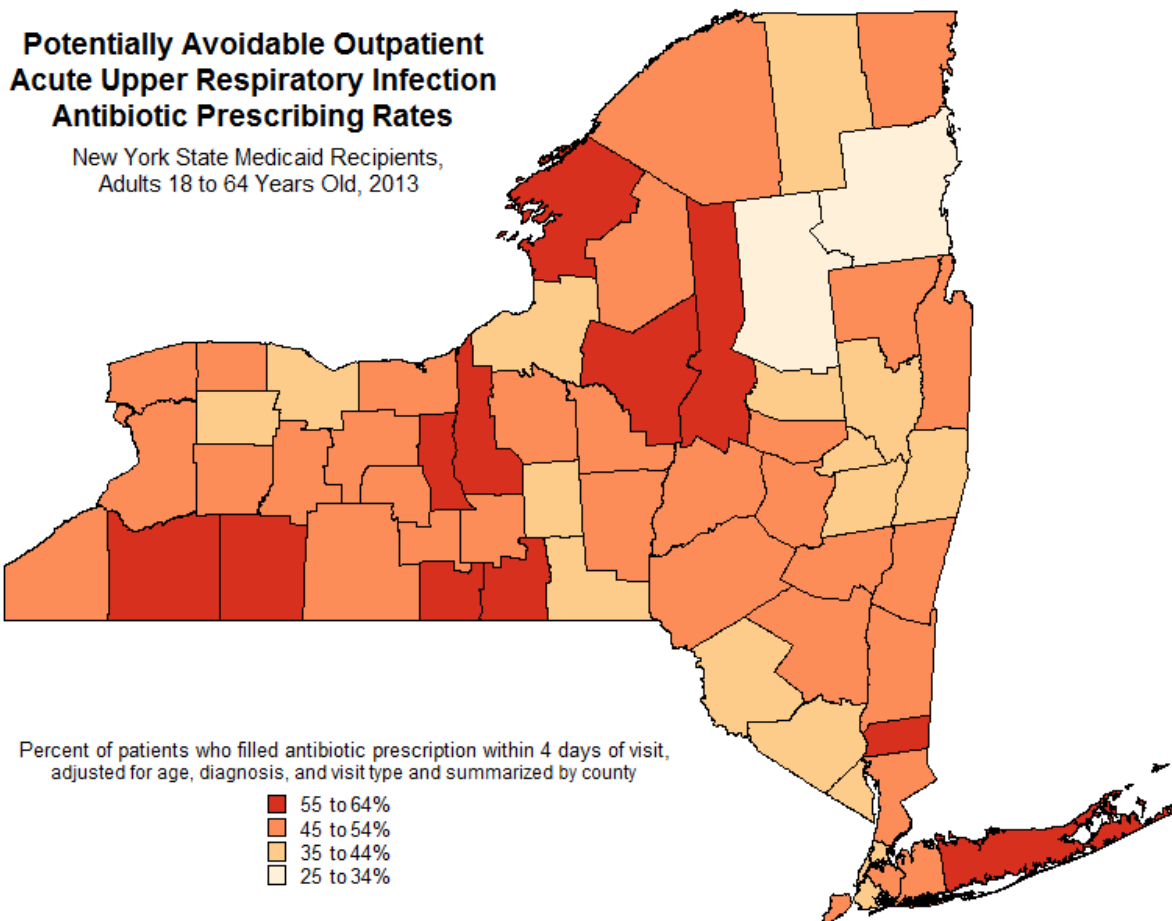 Potentially Avoidable Outpatient
Acute Upper Respiratory Infection
Antibiotic Prescribing Rates
New York State Medicaid Recipients,
Adults 18 to 64 Years Old, 2013
Percent of patients who filled antibiotic prescription within 4 days of visit,
adjusted for age, diagnosis, and visit type and summarized by county
55 to 64%
45 to 54%
35 to 44%
25 to 34%